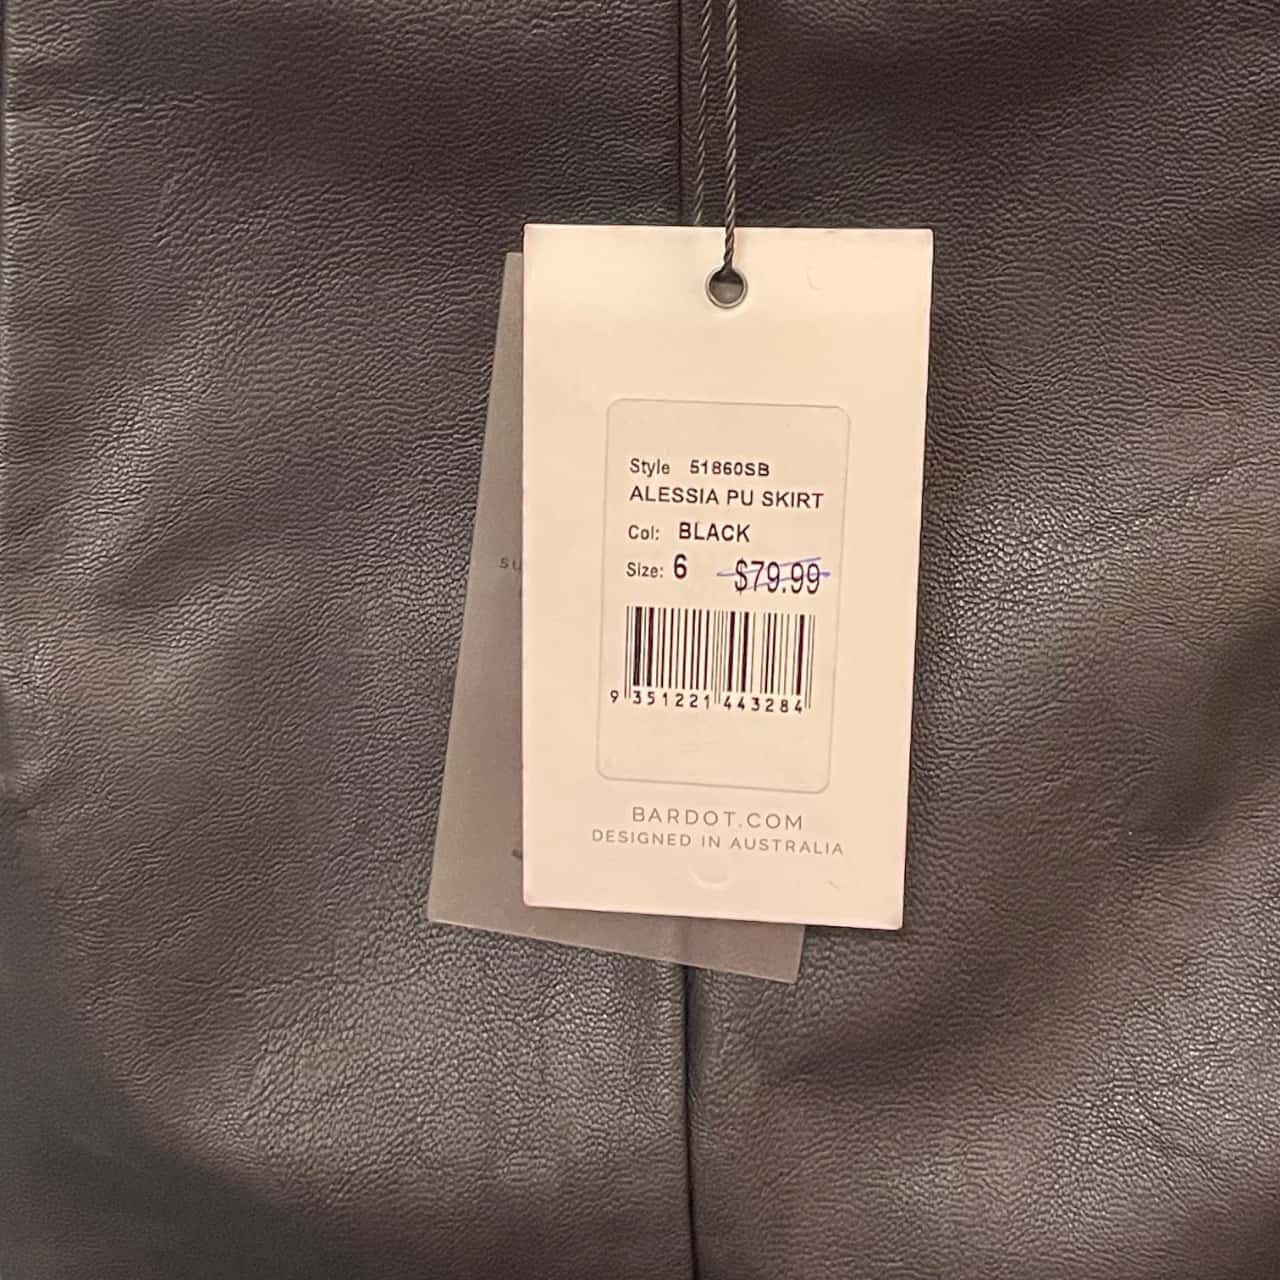 Style 51860SB
ALESSIA PU SKIRT
Col: BLACK
Size: 6 $79.99
9 351221 443284
BARDOT.COM
DESIGNED IN AUSTRALIA
SU